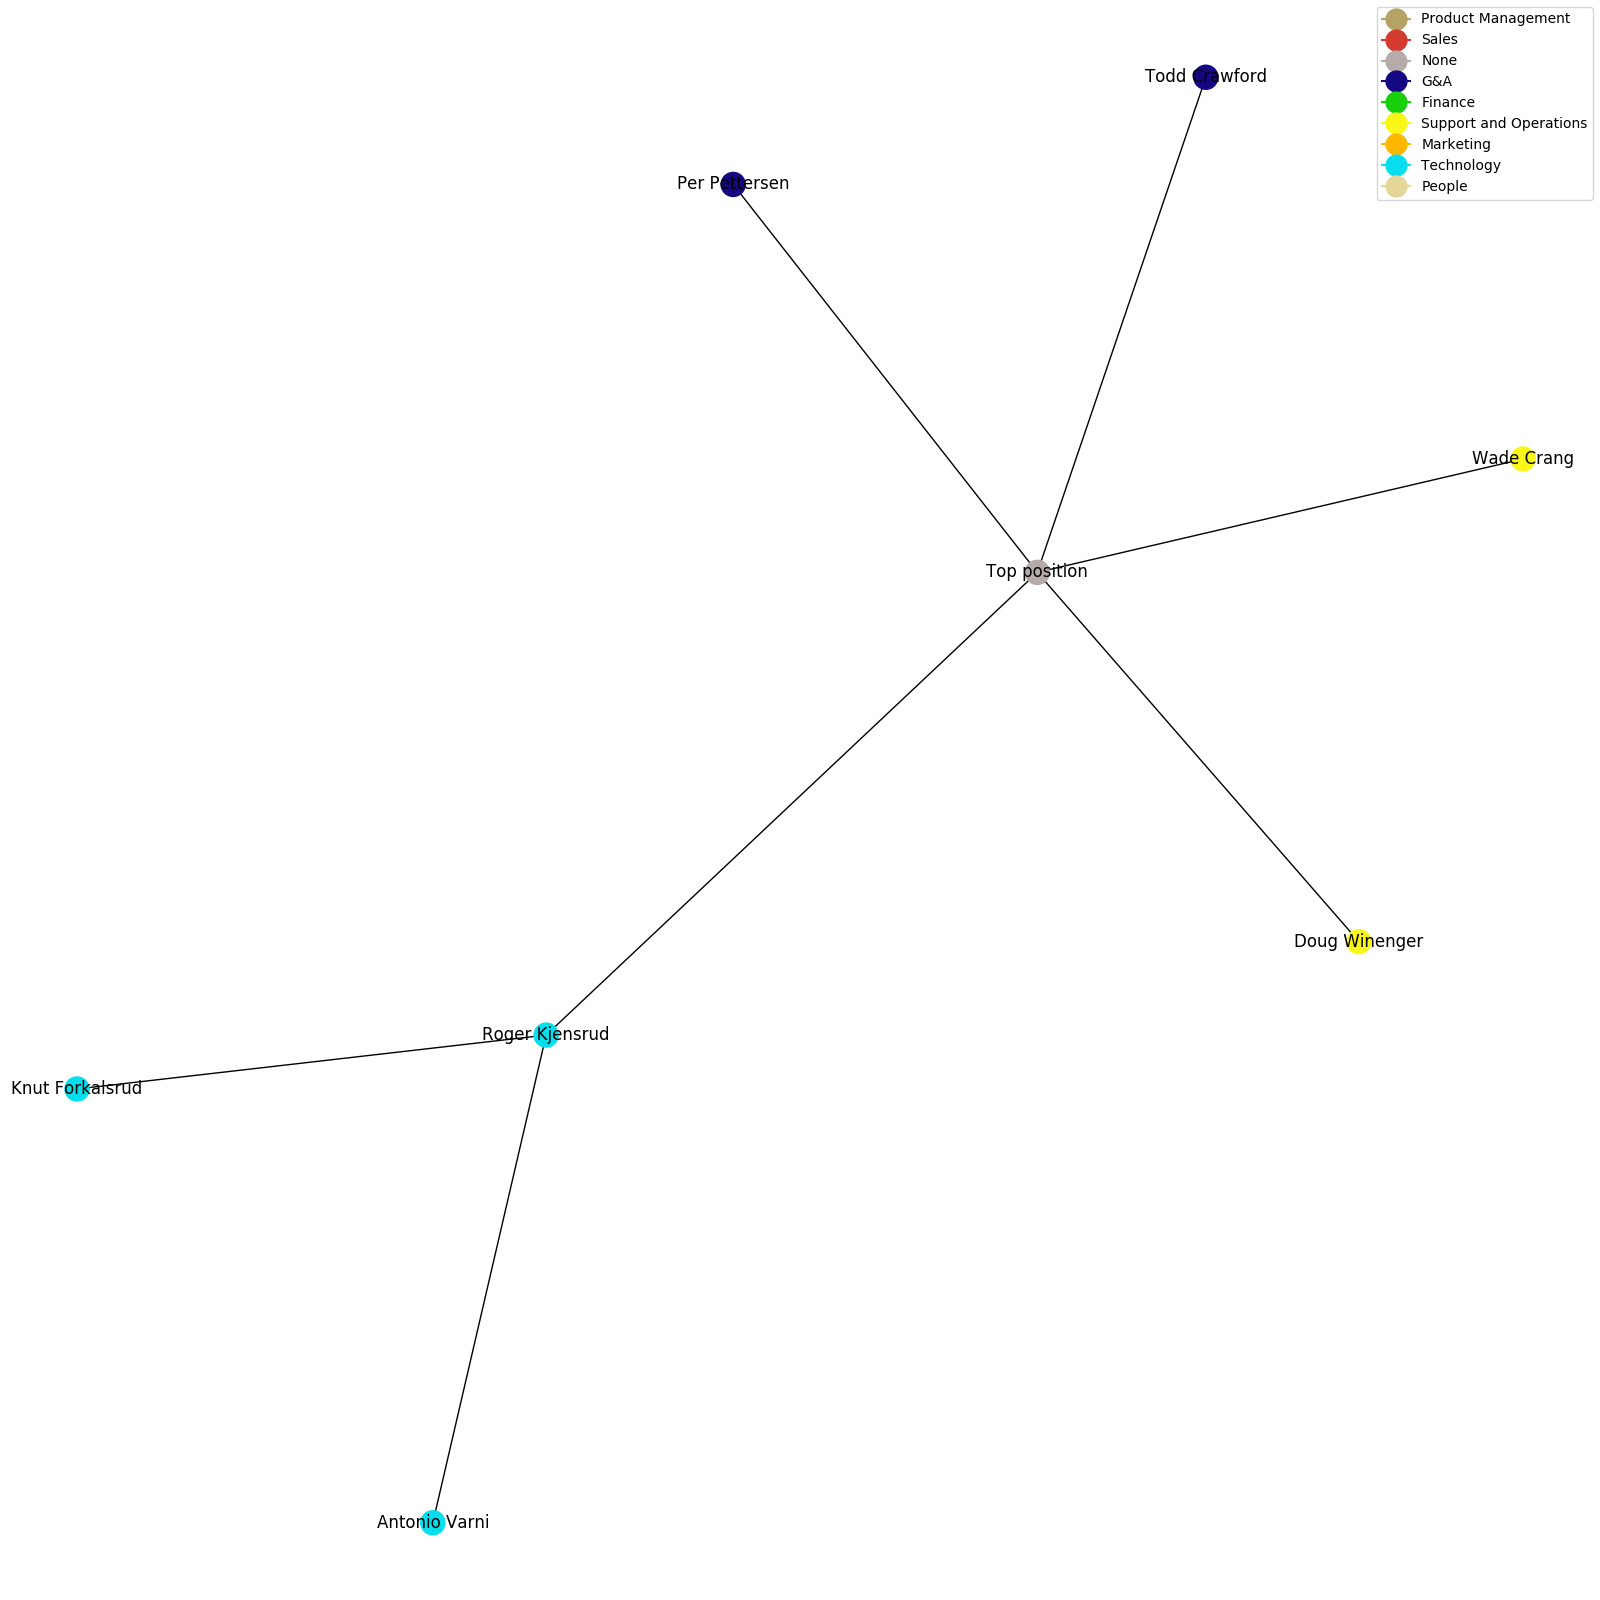 Product Management
Sales
None
G&A
Finance
Support and Operations
Marketing
Technology
People
Todd Crawford
Per Pettersen
Wade Crang
Top position
Doug Winenger
Roger Kjensrud
Knut Forkalsrud
Antonio Varni